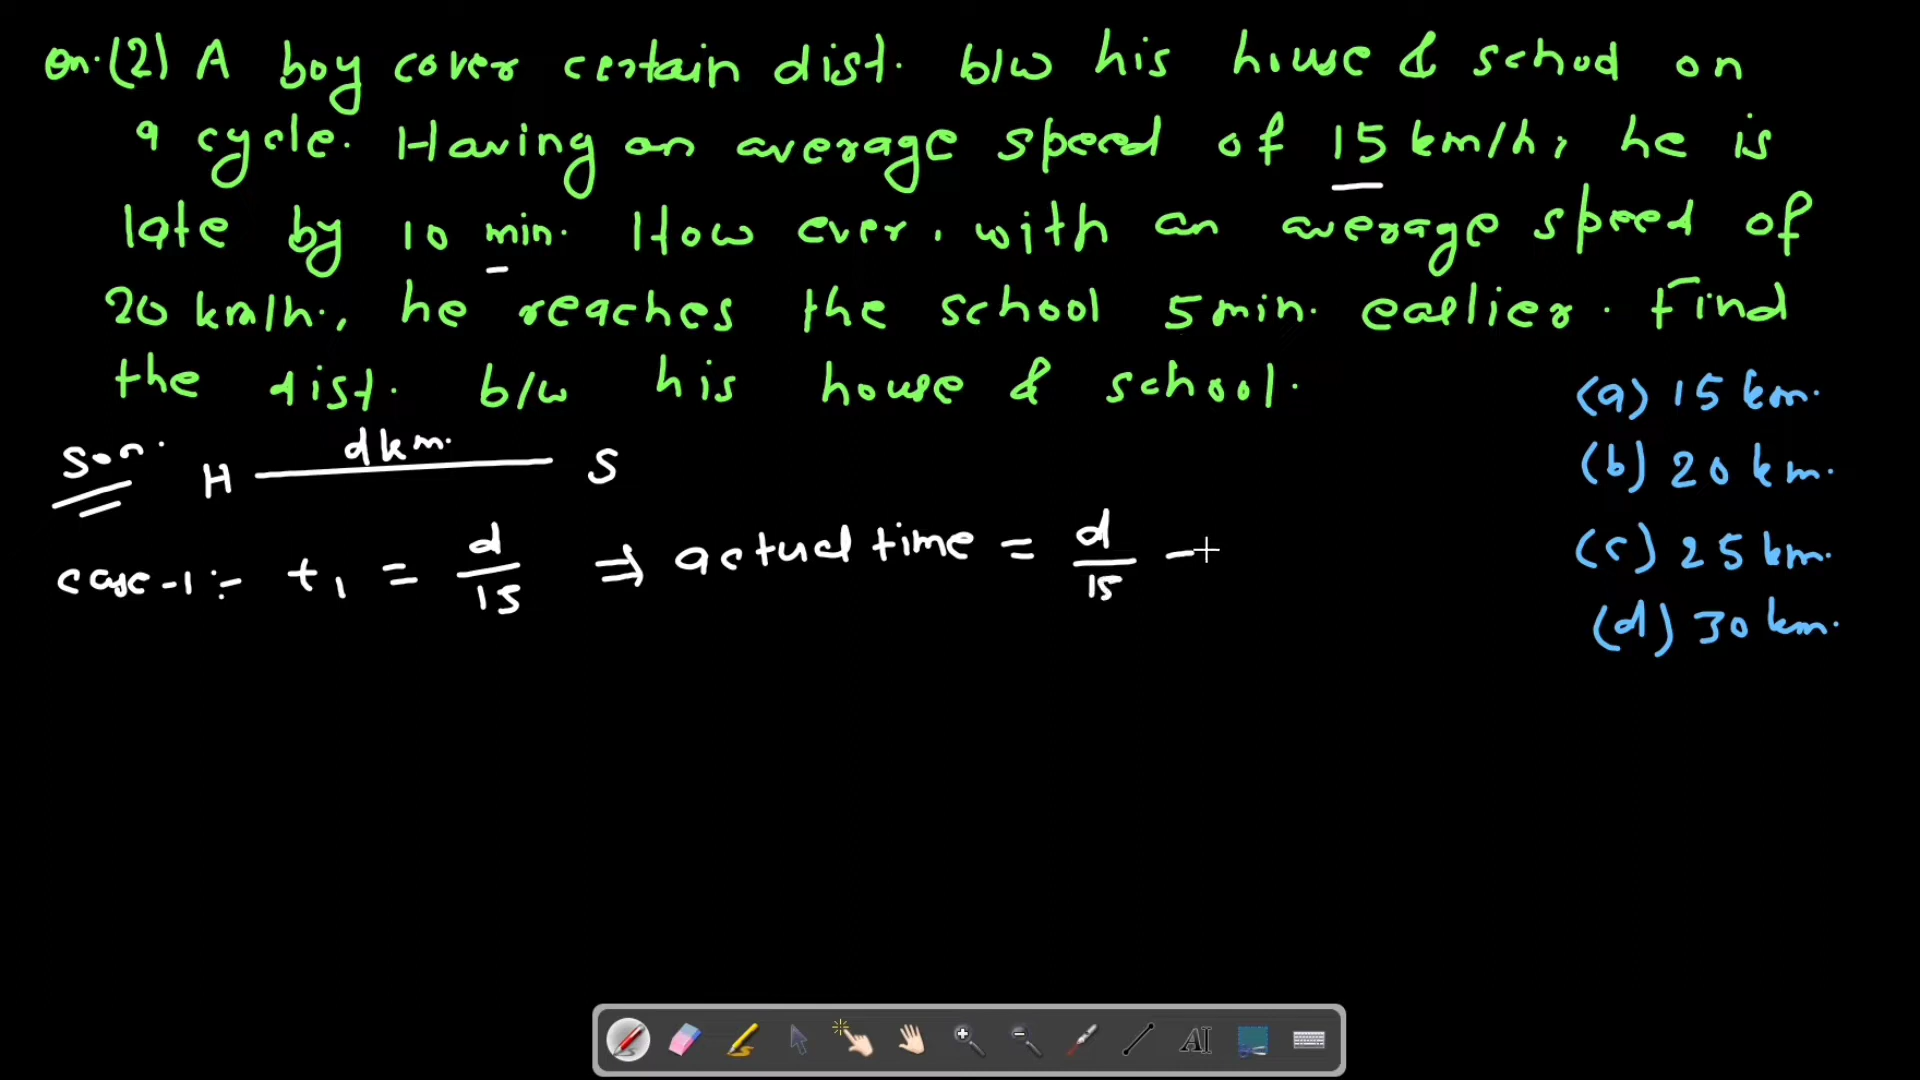 Qn.(2) A boy cover certain dist. b/w his house & school on
a cycle. Having an average speed of 15 km/h, he is
late by 10 min. How ever, with an average speed of
20 km/h., he reaches the school 5 min. earlier. Find
the dist. b/w his house & school.
(a) 15 km.
(b) 20 km.
(c) 25 km.
(d) 30 km.
Son. H d km. S
case-1 :- t1 = d/15 ⇒ actual time = d/15 -
AI